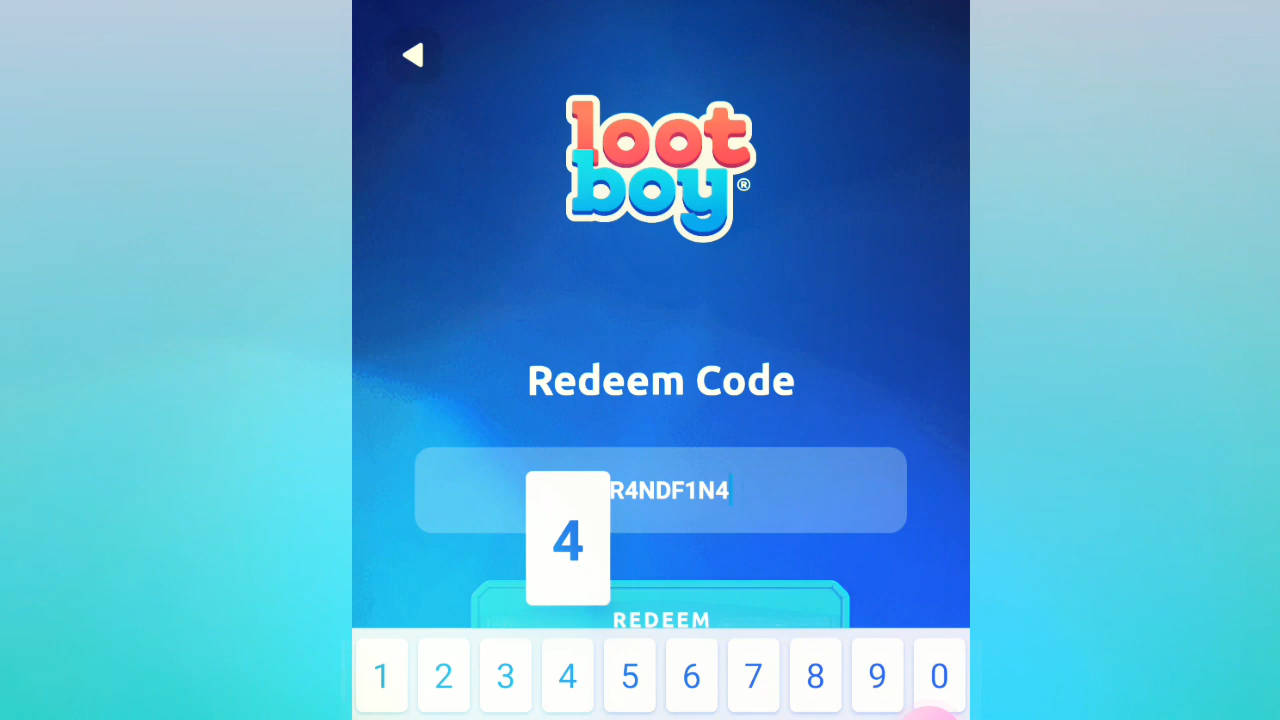 loot
boy®
Redeem Code
R4NDF1N4
4
REDEEM
1 2 3 4 5 6 7 8 9 0